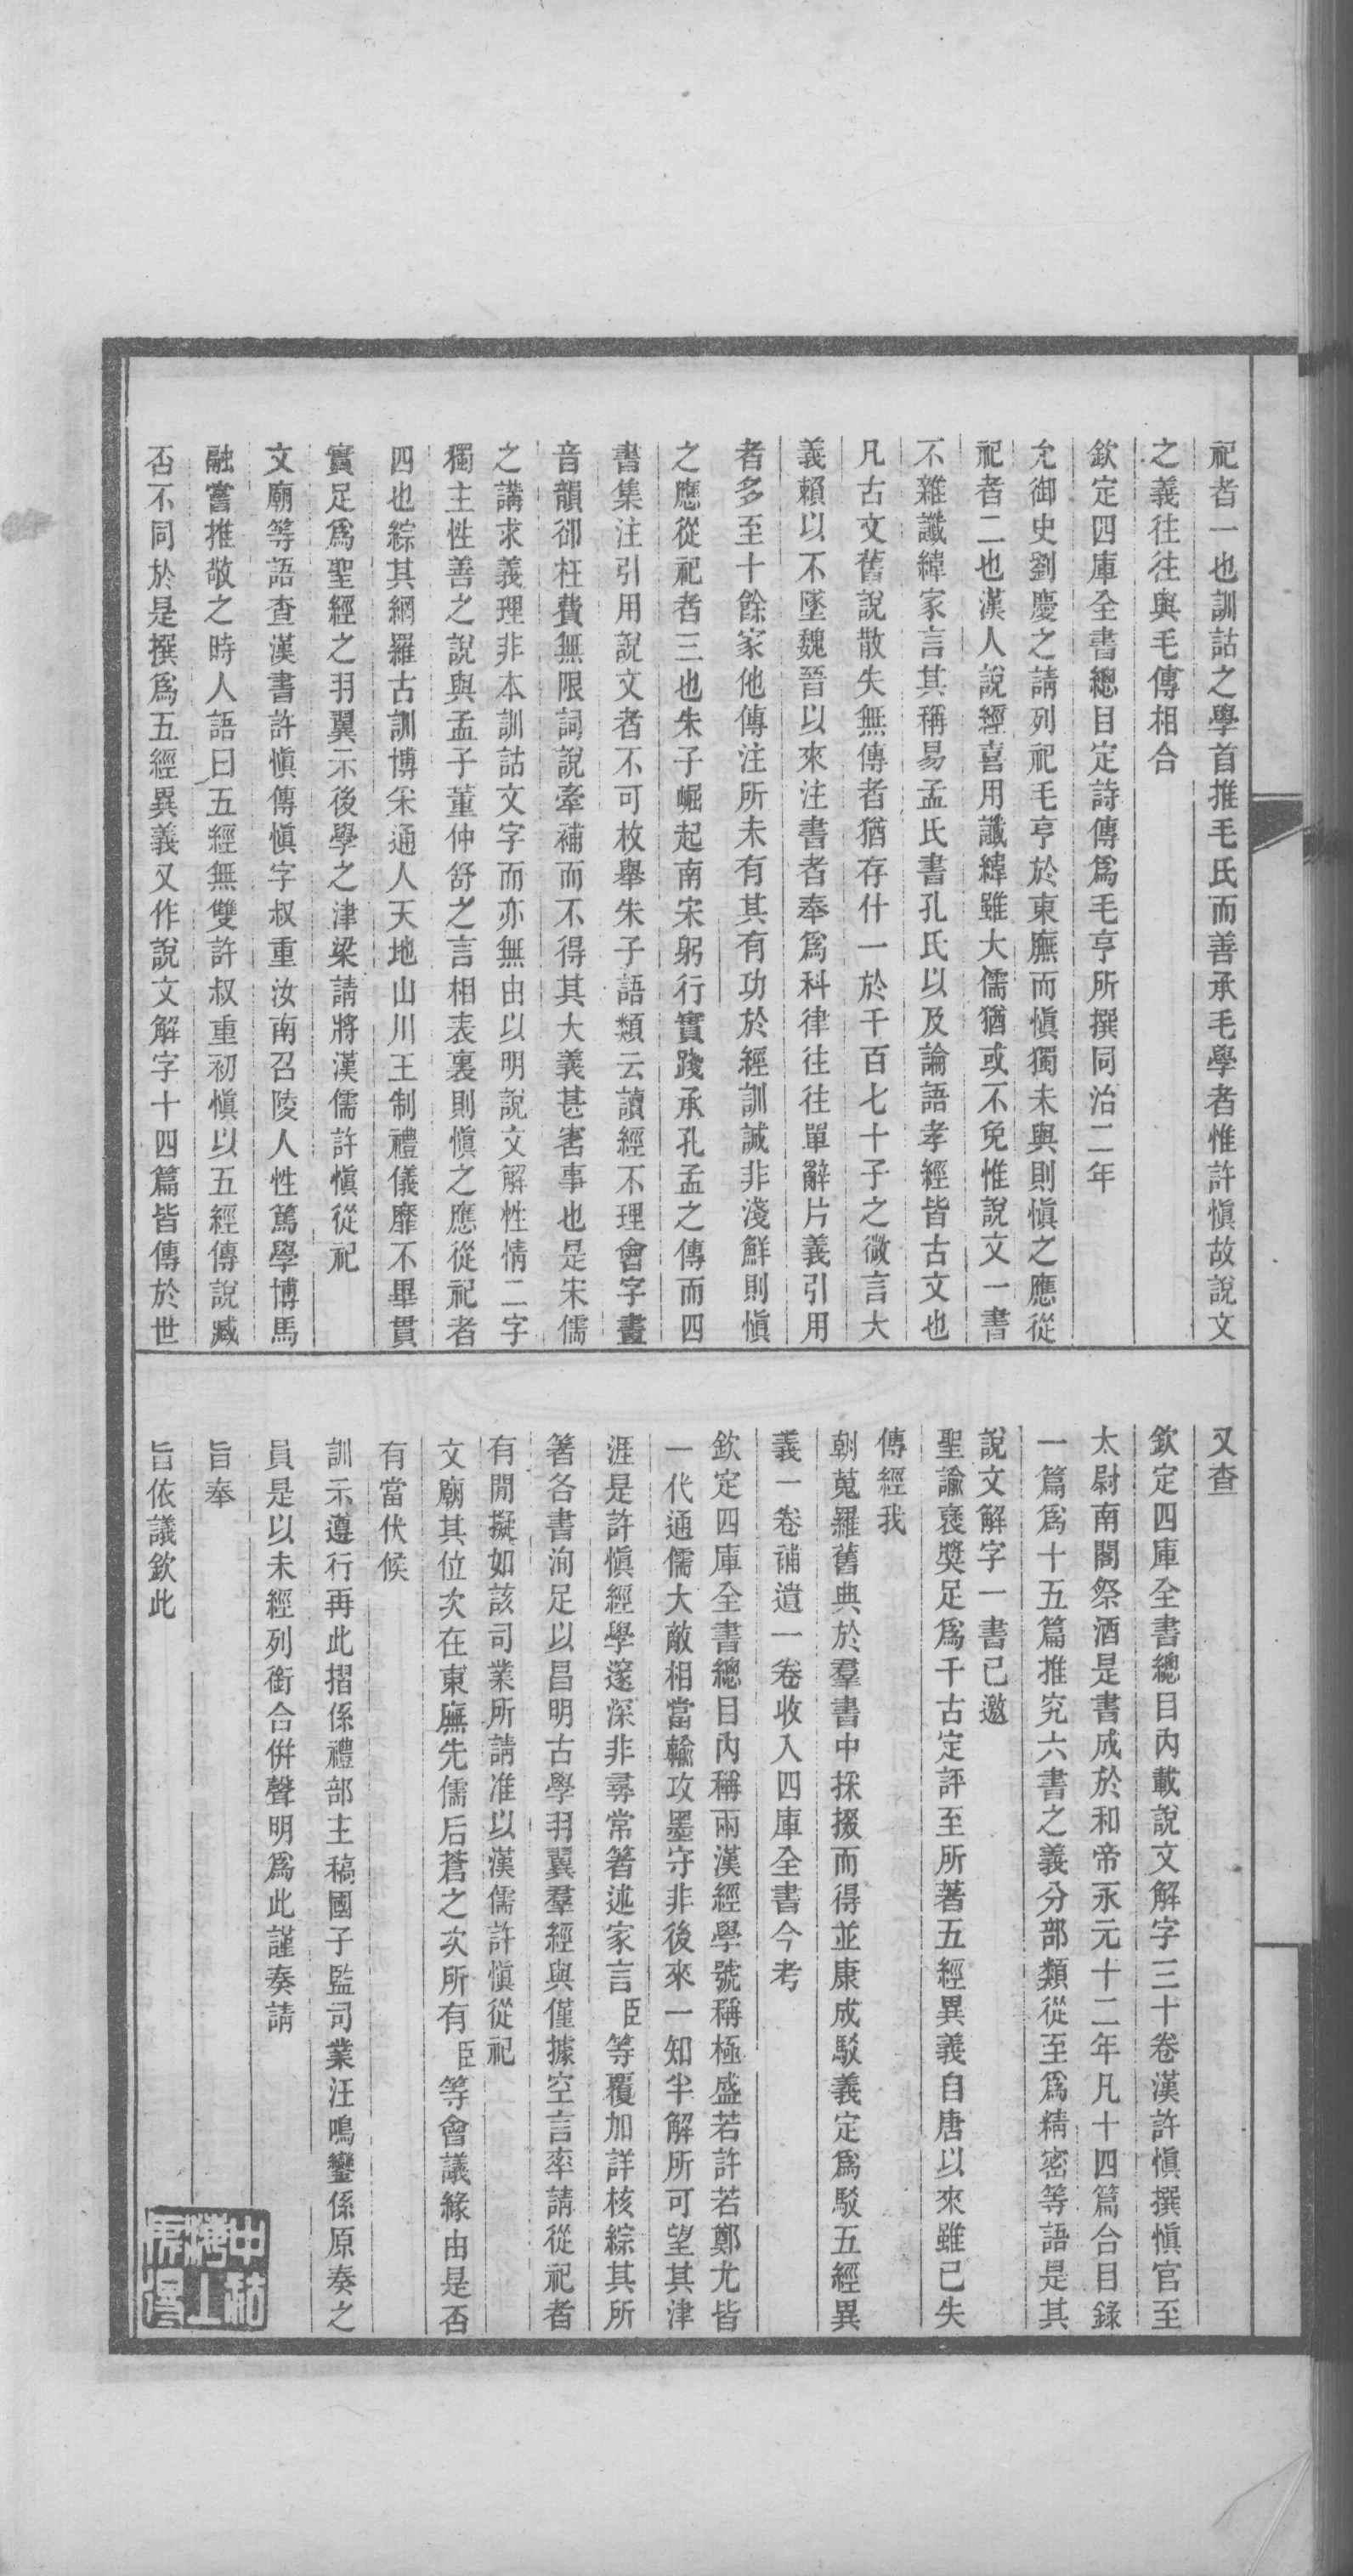 祀者一也訓詁之學首推毛氏而善承毛學者惟許愼故說文
之義往往與毛傳相合
欽定四庫全書總目定詩傳爲毛亨所撰同治二年
允御史劉慶之請列祀毛亨於東廡而愼獨未與則愼之應從
祀者二也漢人說經喜用讖緯雖大儒猶或不免惟說文一書
不雜讖緯家言其稱易孟氏書孔氏以及論語孝經皆古文也
凡古文舊說散失無傳者猶存什一於千百七十子之微言大
義賴以不墜魏晉以來注書者奉爲科律往往單辭片義引用
者多至十餘家他傳注所未有其有功於經訓誠非淺鮮則愼
之應從祀者三也朱子崛起南宋躬行實踐承孔孟之傳而四
書集注引用說文者不可枚舉朱子語類云讀經不理會字畫
音韻卻枉費無限詞說牽補而不得其大義甚害事也是宋儒
之講求義理非本訓詁文字而亦無由以明說文解性情二字
獨主性善之說與孟子董仲舒之言相表裏則愼之應從祀者
四也綜其網羅古訓博采通人天地山川王制禮儀靡不畢貫
實足爲聖經之羽翼示後學之津梁請將漢儒許愼從祀
文廟等語查漢書許愼傳愼字叔重汝南召陵人性篤學博馬
融嘗推敬之時人語曰五經無雙許叔重初愼以五經傳說臧
否不同於是撰爲五經異義又作說文解字十四篇皆傳於世
又查
欽定四庫全書總目內載說文解字三十卷漢許愼撰愼官至
太尉南閣祭酒是書成於和帝永元十二年凡十四篇合目錄
一篇爲十五篇推究六書之義分部類從至爲精密等語是其
說文解字一書已邀
聖諭襃獎足爲千古定評至所著五經異義自唐以來雖已失
傳經我
朝蒐羅舊典於羣書中採掇而得並康成駁義定爲駁五經異
義一卷補遺一卷收入四庫全書今考
欽定四庫全書總目內稱兩漢經學號稱極盛若許若鄭尤皆
一代通儒大敵相當輸攻墨守非後來一知半解所可望其津
涯是許愼經學邃深非尋常著述家言臣等覆加詳核綜其所
著各書洵足以昌明古學羽翼羣經與僅據空言率請從祀者
有閒擬如該司業所請准以漢儒許愼從祀
文廟其位次在東廡先儒后蒼之次所有臣等會議緣由是否
有當伏候
訓示遵行再此摺係禮部主稿國子監司業汪鳴鑾係原奏之
員是以未經列銜合併聲明爲此謹奏請
旨奉
旨依議欽此